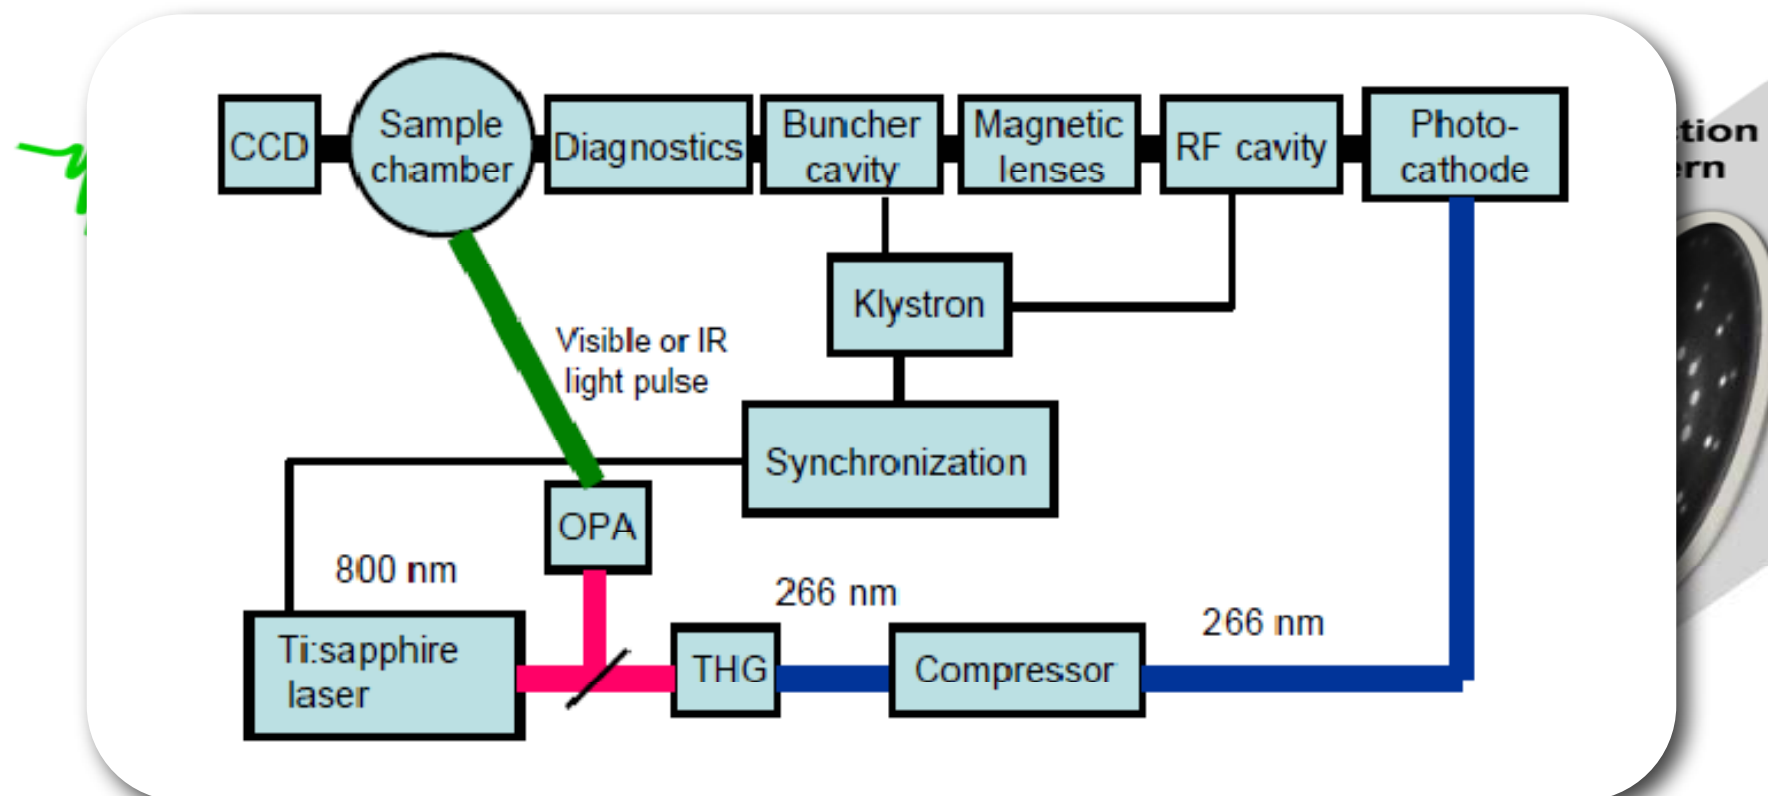 CCD
Sample
chamber
Diagnostics
Buncher
cavity
Magnetic
lenses
RF cavity
Photo-
cathode
Klystron
Visible or IR
light pulse
Synchronization
OPA
800 nm
266 nm
266 nm
Ti:sapphire
laser
THG
Compressor